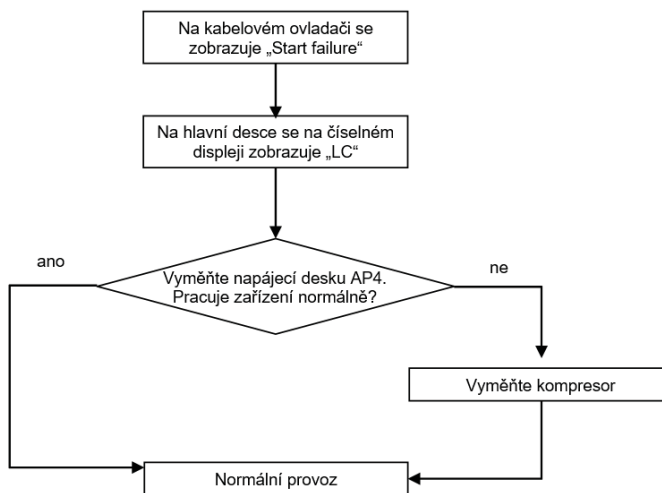 Na kabelovém ovladači se
zobrazuje „Start failure“
Na hlavní desce se na číselném
displeji zobrazuje „LC“
ano
Vyměňte napájecí desku AP4.
Pracuje zařízení normálně?
ne
Vyměňte kompresor
Normální provoz